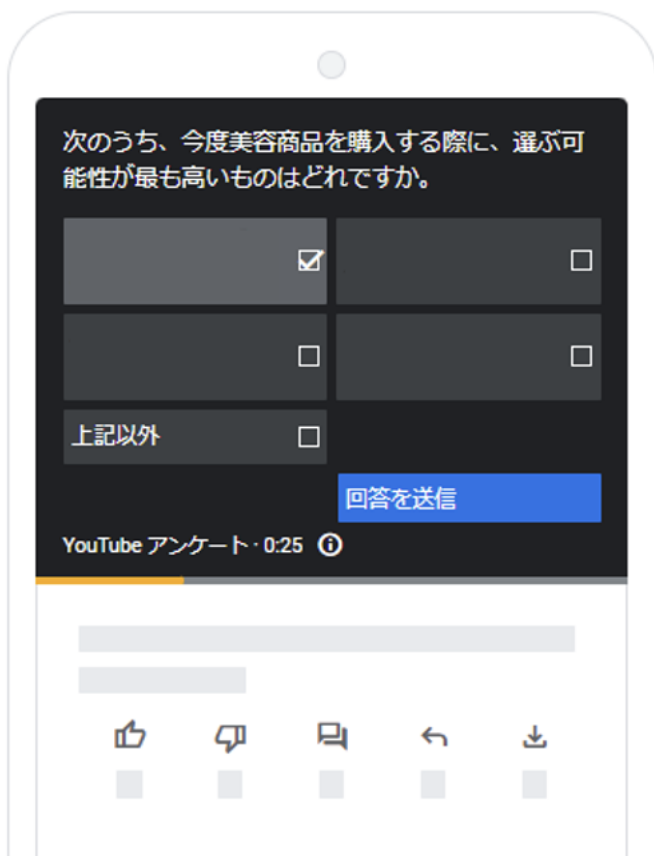 次のうち、今度美容商品を購入する際に、選ぶ可
能性が最も高いものはどれですか。
上記以外
回答を送信
YouTube アンケート · 0:25